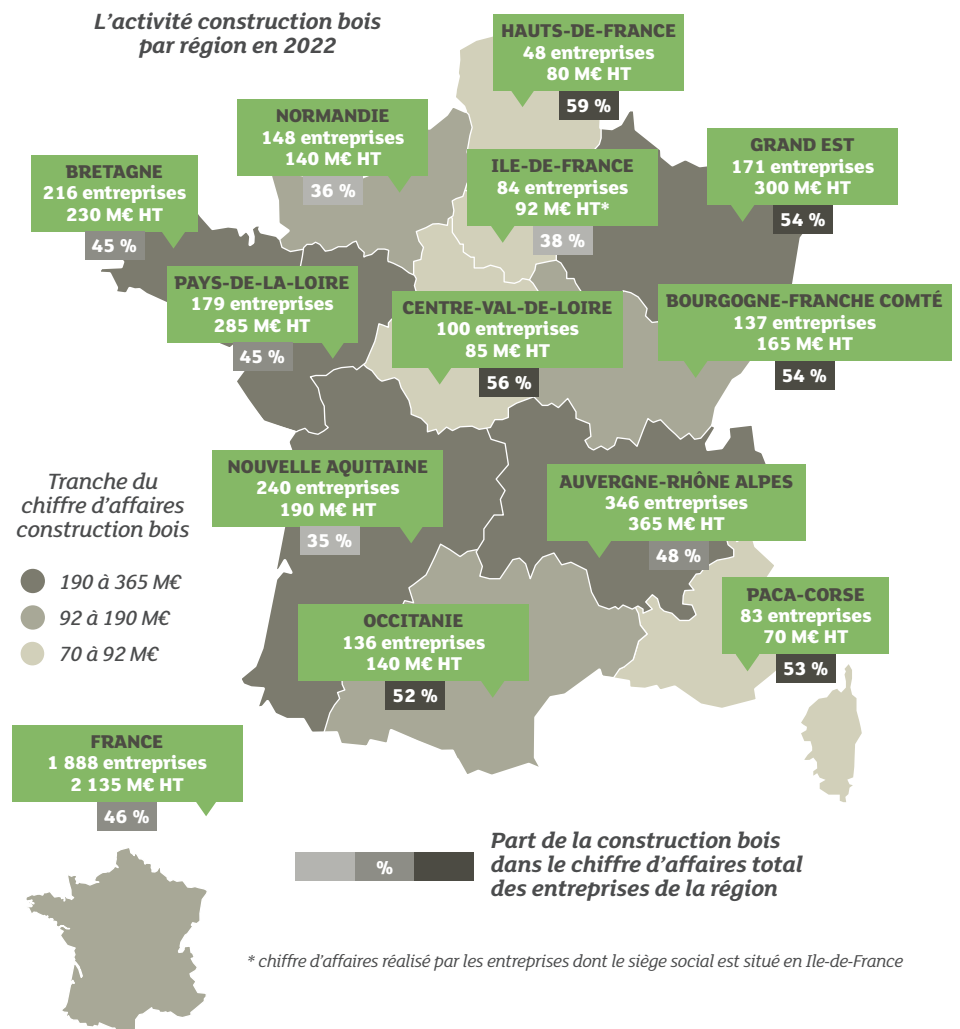 L'activité construction bois
par région en 2022
HAUTS-DE-FRANCE
48 entreprises
80 M€ HT
59 %
NORMANDIE
148 entreprises
140 M€ HT
36 %
ILE-DE-FRANCE
84 entreprises
92 M€ HT*
38 %
GRAND EST
171 entreprises
300 M€ HT
54 %
BRETAGNE
216 entreprises
230 M€ HT
45 %
PAYS-DE-LA-LOIRE
179 entreprises
285 M€ HT
45 %
CENTRE-VAL-DE-LOIRE
100 entreprises
85 M€ HT
56 %
BOURGOGNE-FRANCHE COMTÉ
137 entreprises
165 M€ HT
54 %
NOUVELLE AQUITAINE
240 entreprises
190 M€ HT
35 %
AUVERGNE-RHÔNE ALPES
346 entreprises
365 M€ HT
48 %
Tranche du
chiffre d'affaires
construction bois
190 à 365 M€
92 à 190 M€
70 à 92 M€
OCCITANIE
136 entreprises
140 M€ HT
52 %
PACA-CORSE
83 entreprises
70 M€ HT
53 %
FRANCE
1 888 entreprises
2 135 M€ HT
46 %
%
Part de la construction bois
dans le chiffre d'affaires total
des entreprises de la région
* chiffre d'affaires réalisé par les entreprises dont le siège social est situé en Ile-de-France